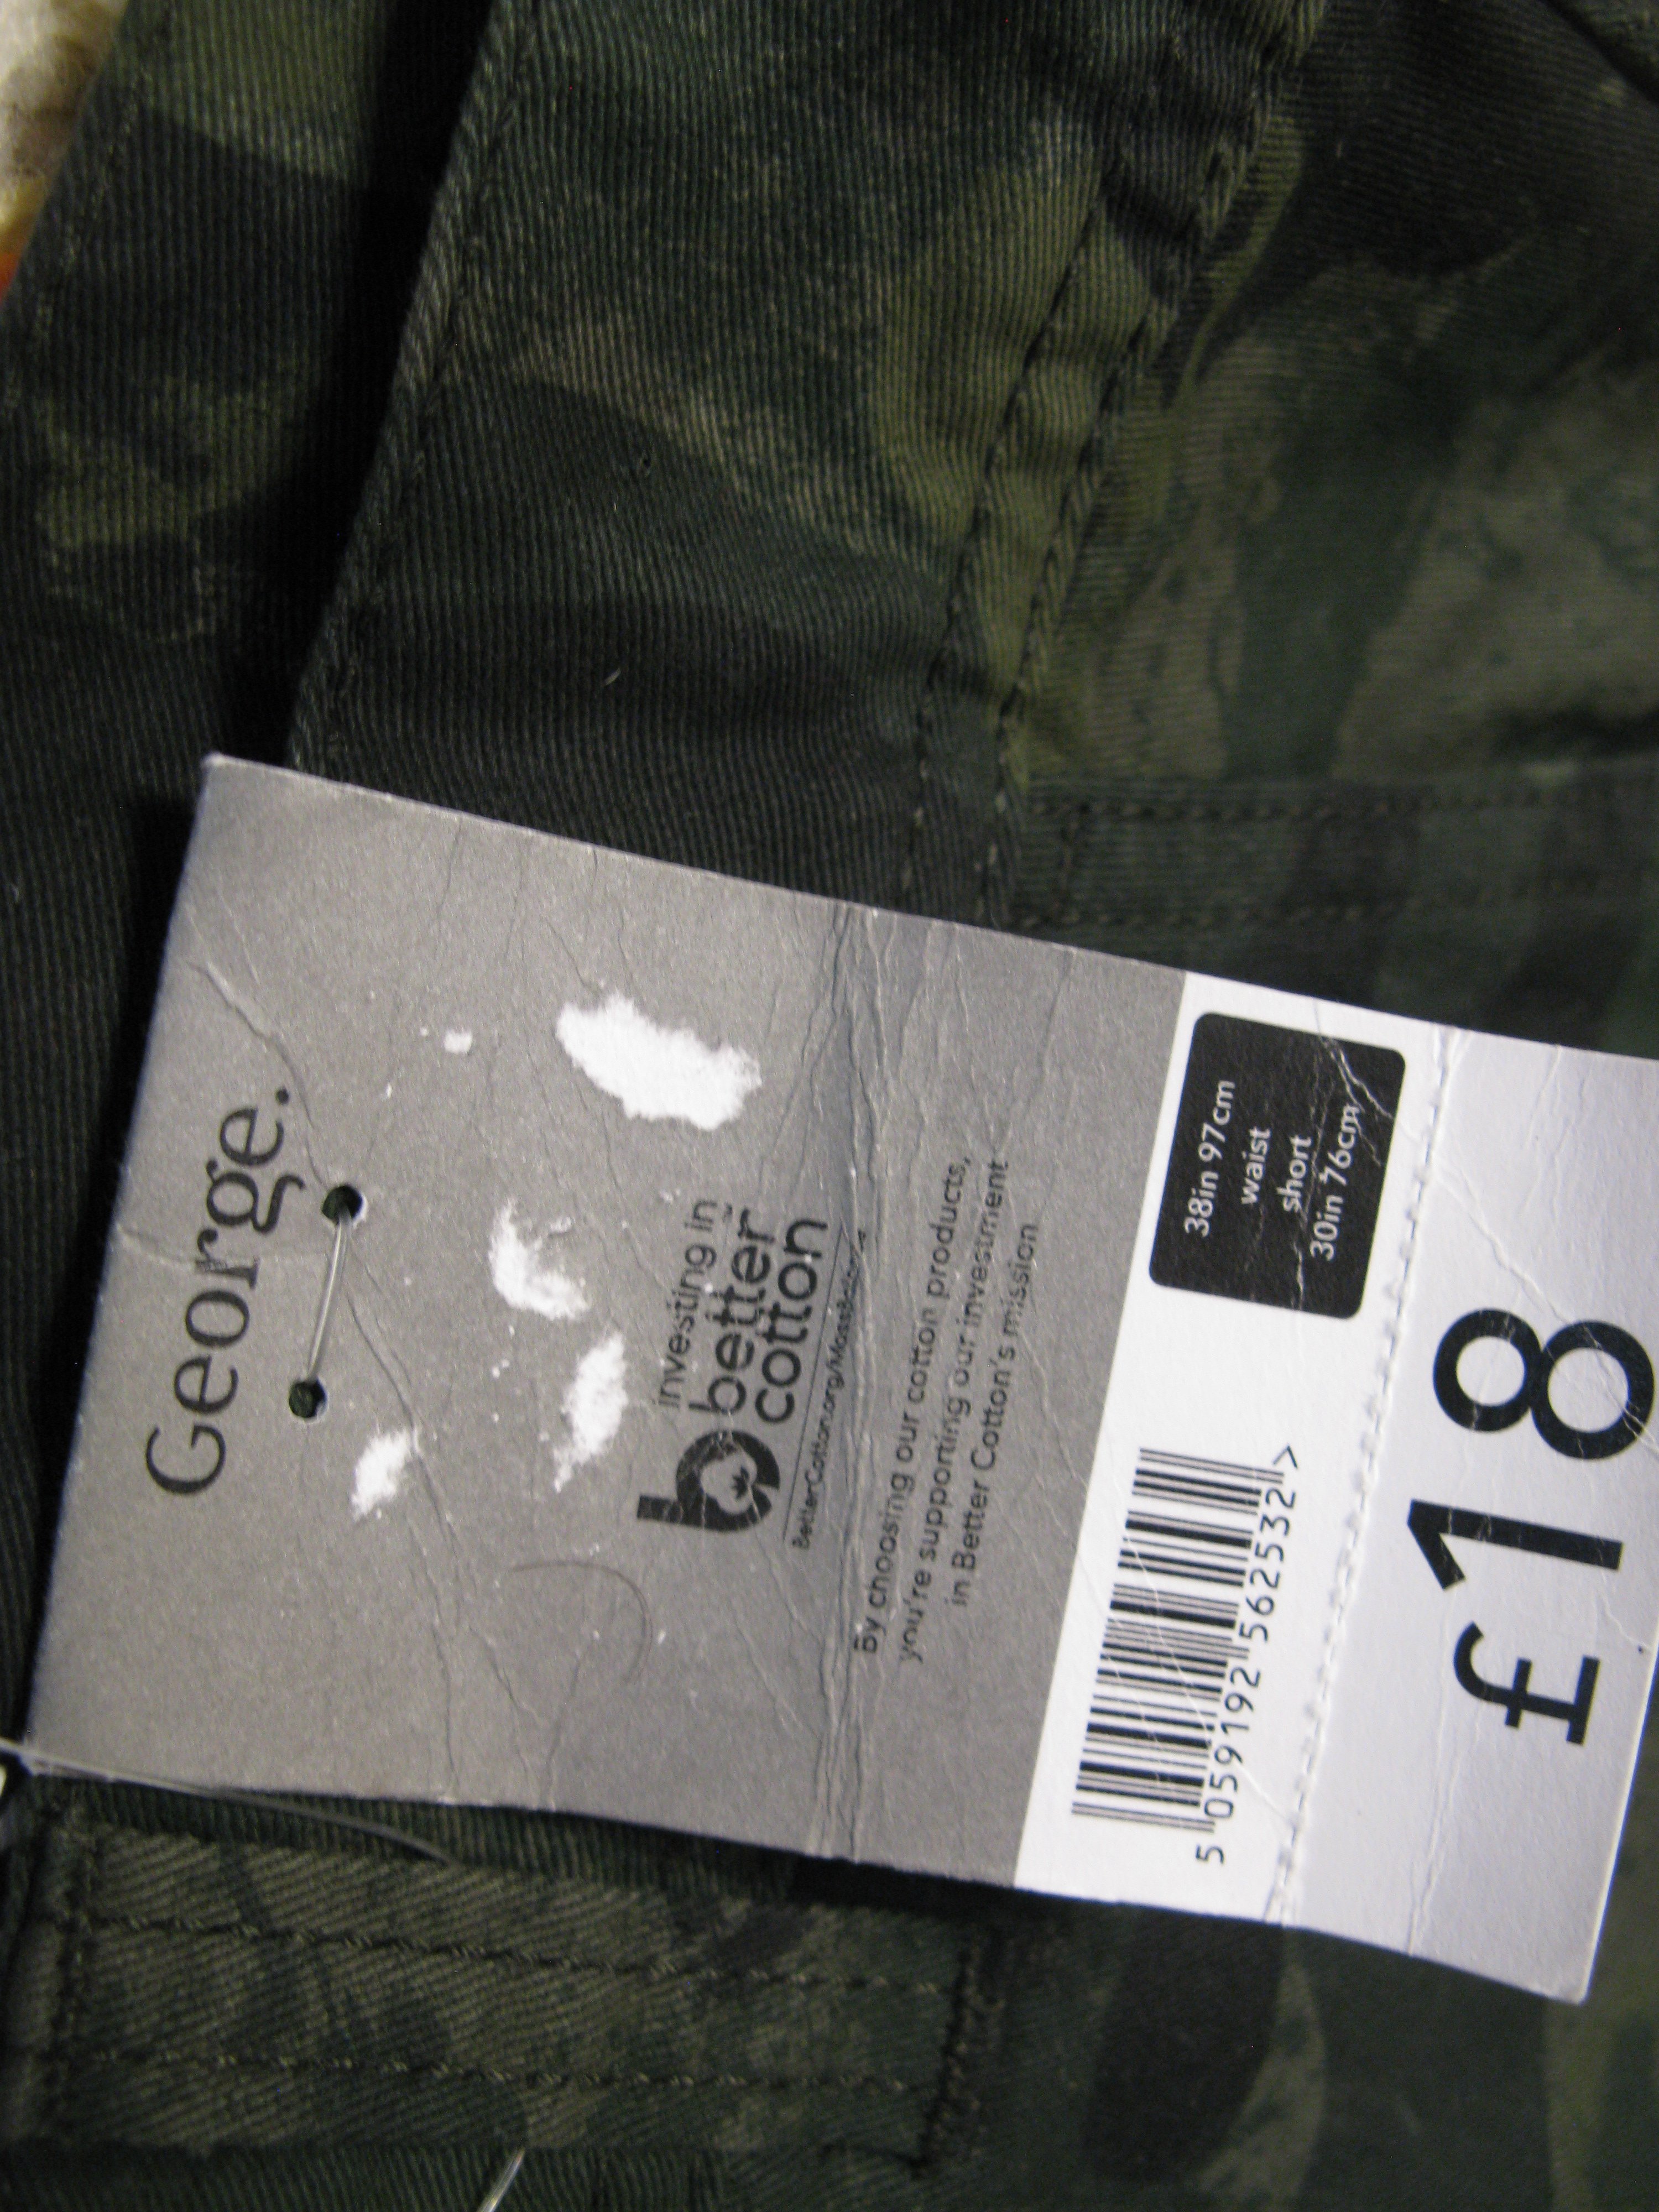 George.
investing in
better
cotton
BetterCotton.org/MassBalance
By choosing our cotton products,
you're supporting our investment
in Better Cotton's mission
38in 97cm
waist
short
30in 76cm
5 059192 562532 >
£18